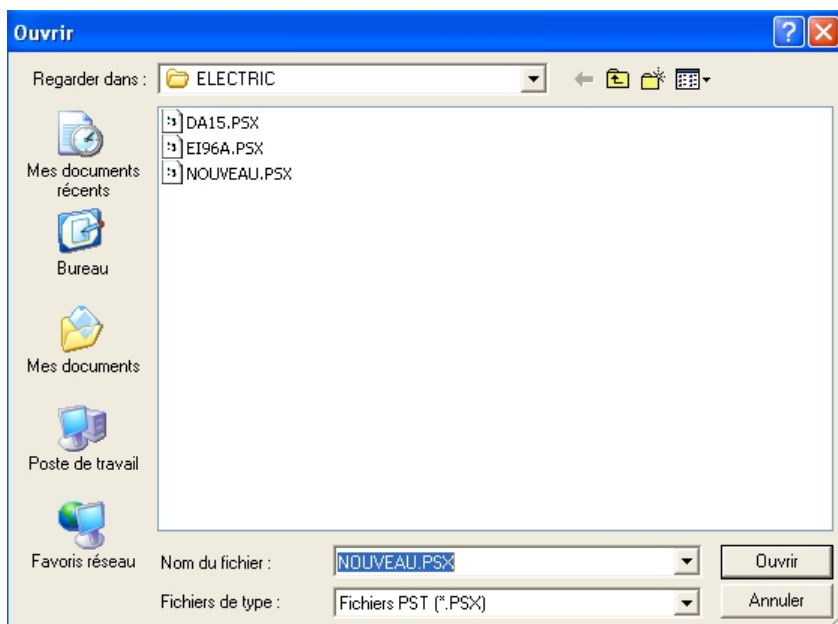 Ouvrir
Regarder dans :
ELECTRIC
DA15.PSX
EI96A.PSX
NOUVEAU.PSX
Mes documents
récents
Bureau
Mes documents
Poste de travail
Favoris réseau
Nom du fichier :
NOUVEAU.PSX
Ouvrir
Fichiers de type :
Fichiers PST (*.PSX)
Annuler